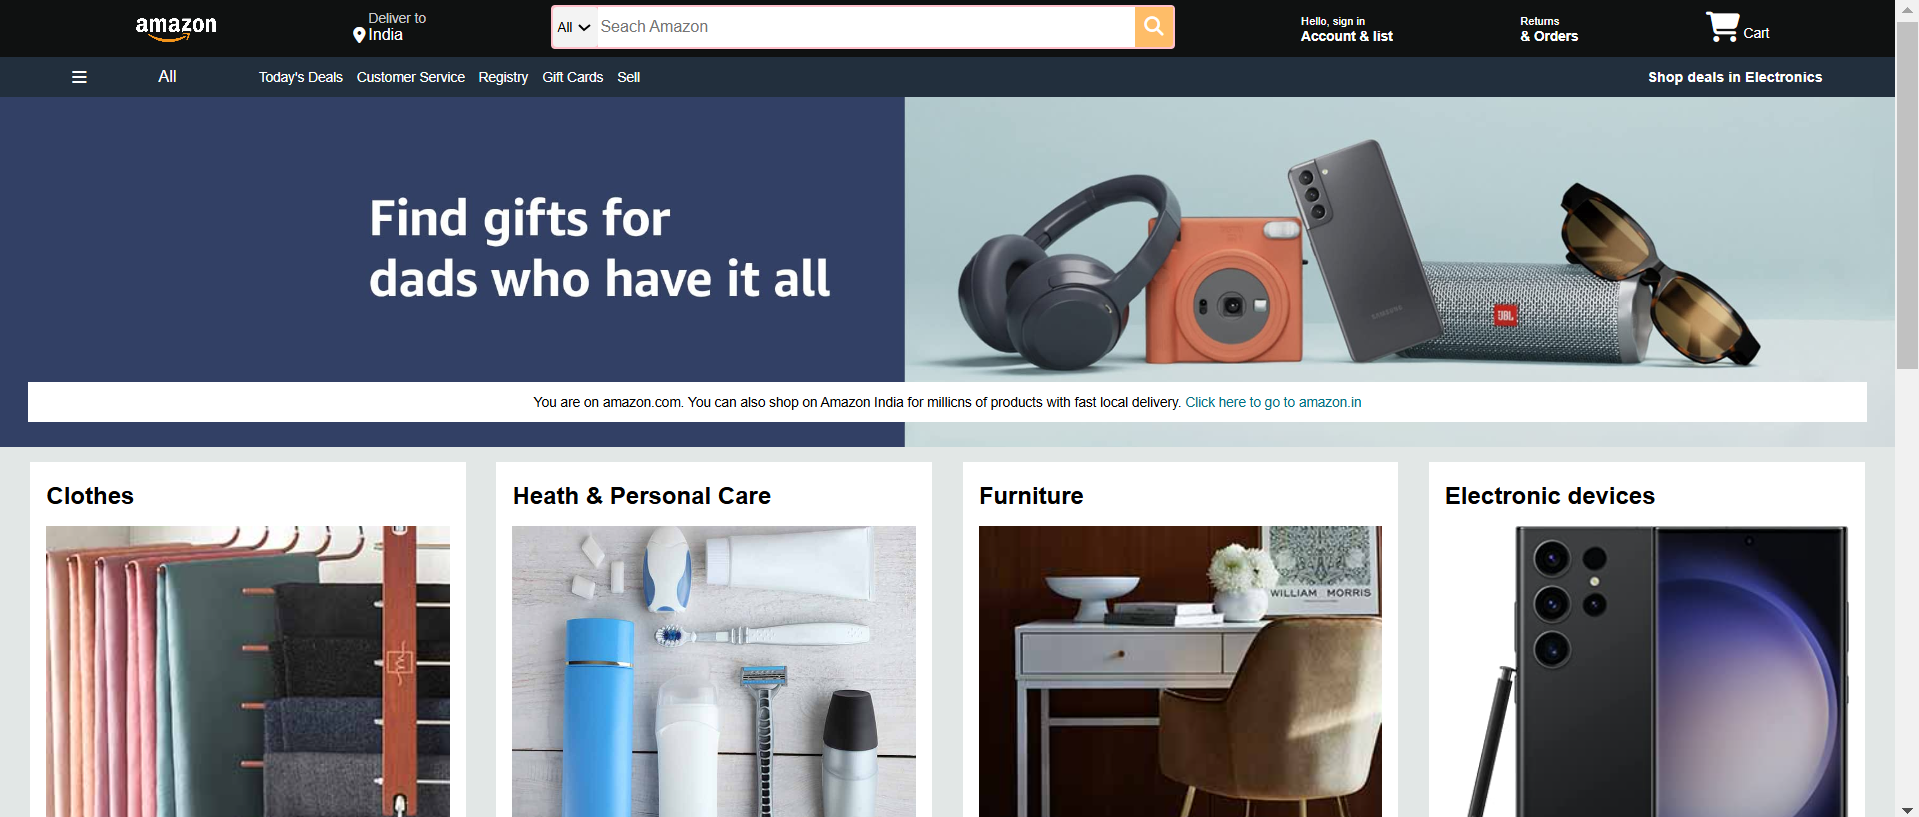 amazon
Deliver to
India
All
Seach Amazon
Hello, sign in
Account & list
Returns
& Orders
Cart
All
Today's Deals
Customer Service
Registry
Gift Cards
Sell
Shop deals in Electronics
Find gifts for
dads who have it all
SAMSUNG
JBL
You are on amazon.com. You can also shop on Amazon India for millicns of products with fast local delivery. Click here to go to amazon.in
Clothes
Heath & Personal Care
Furniture
Electronic devices
WILLIAM MORRIS